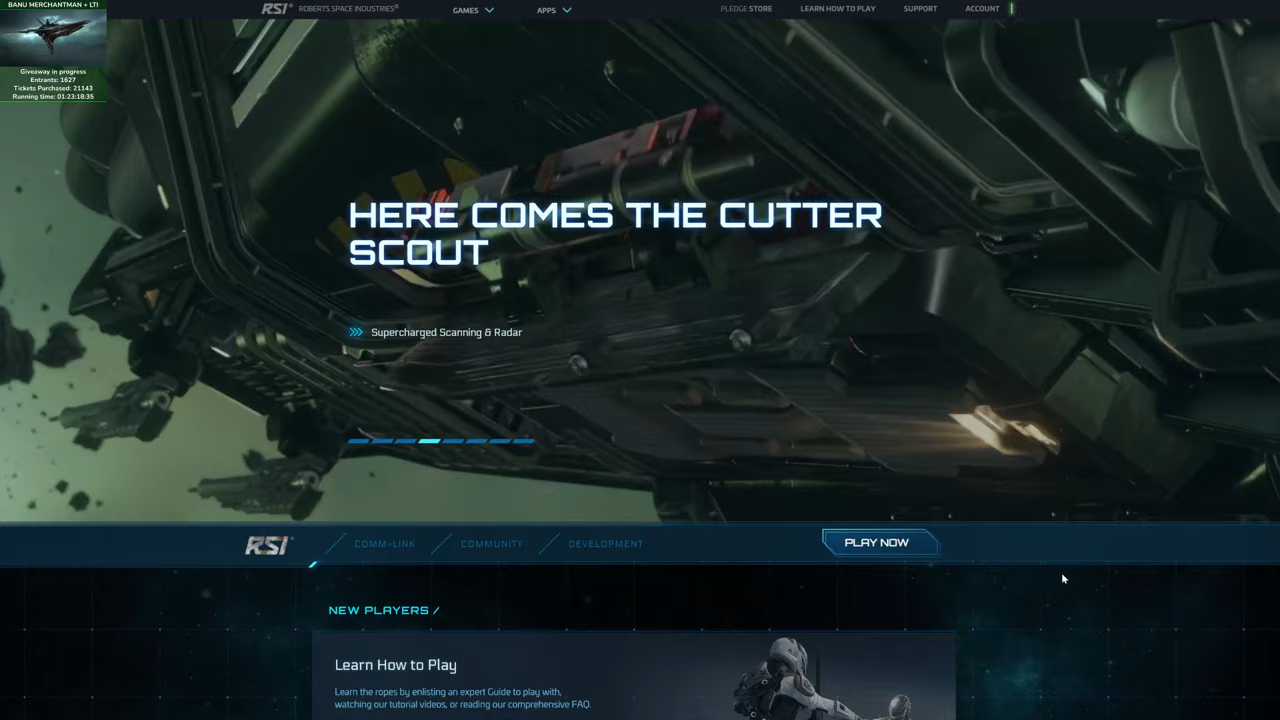 BANU MERCHANTMAN + LTI
Giveaway in progress
Entrants: 1627
Tickets Purchased: 21143
Running time: 01:23:18:35
RSI ROBERTS SPACE INDUSTRIES®
GAMES
APPS
PLEDGE STORE
LEARN HOW TO PLAY
SUPPORT
ACCOUNT
HERE COMES THE CUTTER
SCOUT
Supercharged Scanning & Radar
RSI
COMM-LINK
COMMUNITY
DEVELOPMENT
PLAY NOW
NEW PLAYERS /
Learn How to Play
Learn the ropes by enlisting an expert Guide to play with,
watching our tutorial videos, or reading our comprehensive FAQ.